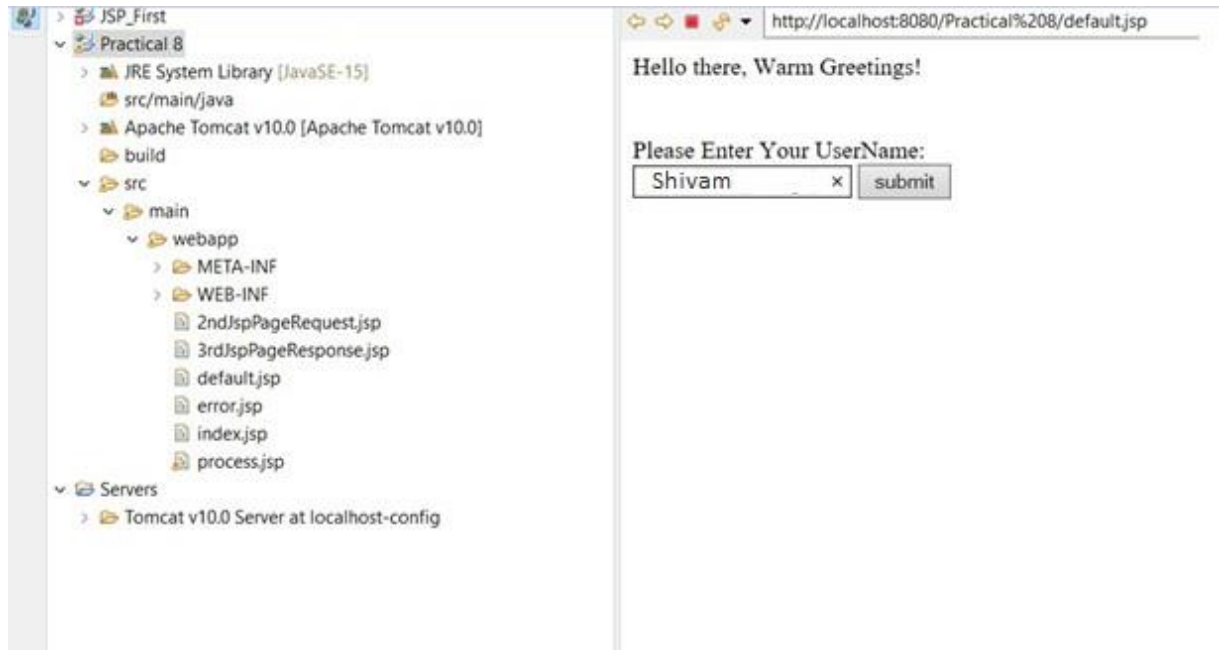 JSP_First
Practical 8
JRE System Library [JavaSE-15]
src/main/java
Apache Tomcat v10.0 [Apache Tomcat v10.0]
build
src
main
webapp
META-INF
WEB-INF
2ndJspPageRequest.jsp
3rdJspPageResponse.jsp
default.jsp
error.jsp
index.jsp
process.jsp
Servers
Tomcat v10.0 Server at localhost-config
http://localhost:8080/Practical%208/default.jsp
Hello there, Warm Greetings!
Please Enter Your UserName:
Shivam × submit